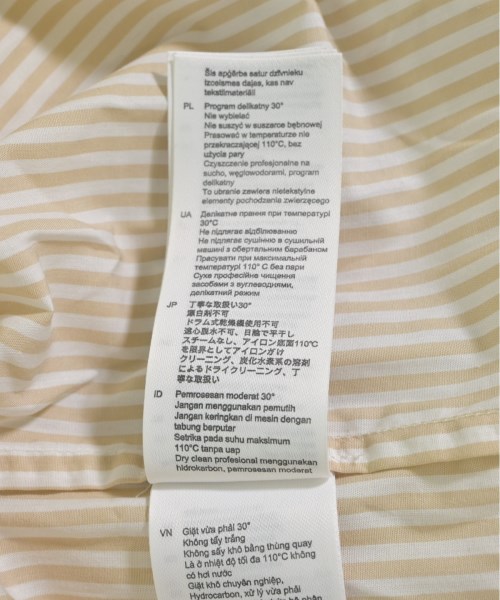 Šis apģērbs satur dzīvnieku
izcelsmes daļas, kas nav
tekstilmateriāli
PL Program delikatny 30°
Nie wybielać
Nie suszyć w suszarce bębnowej
Prasować w temperaturze nie
przekraczającej 110°C, bez
użycia pary
Czyszczenie profesjonalne na
sucho, węglowodorami, program
delikatny
To ubranie zawiera nietekstylne
elementy pochodzenia zwierzęcego
UA Делікатне прання при температурі
30°C
Не підлягає відбілюванню
Не підлягає сушінню в сушильній
машині з обертальним барабаном
Прасувати при максимальній
температурі 110° С без пари
Сухе професійне чищення
засобами з вуглеводнями,
делікатний режим
JP 丁寧な取扱い30°
漂白剤不可
ドラム式乾燥機使用不可
遠心脱水不可、日陰で平干し
スチームなし、アイロン底面110℃
を限度としてアイロンがけ
クリーニング、炭化水素系の溶剤
によるドライクリーニング、丁
寧な取扱い
ID Pemrosesan moderat 30°
Jangan menggunakan pemutih
Jangan keringkan di mesin dengan
tabung berputar
Setrika pada suhu maksimum
110°C tanpa uap
Dry clean profesional menggunakan
hidrokarbon, pemrosesan moderat
VN Giặt vừa phải 30°
Không tẩy trắng
Không sấy khô bằng thùng quay
Là ở nhiệt độ tối đa 110°C không
có hơi nước
Giặt khô chuyên nghiệp,
Hydrocarbon, xử lý vừa phải